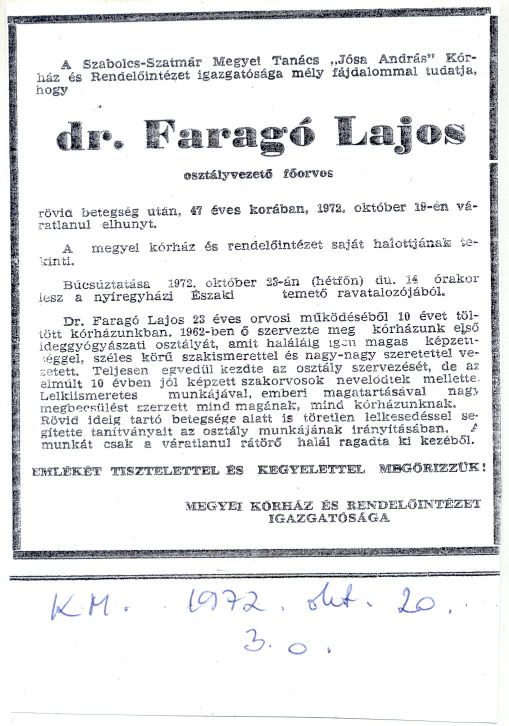 A Szabolcs-Szatmár Megyei Tanács „Jósa András” Kór-
ház és Rendelőintézet igazgatósága mély fájdalommal tudatja,
hogy
dr. Faragó Lajos
osztályvezető főorvos
rövid betegség után, 47 éves korában, 1972. október 19-én vá-
ratlanul elhunyt.
A megyei kórház és rendelőintézet saját halottjának te-
kinti.
Búcsúztatása 1972. október 23-án (hétfőn) du. 14 órakor
lesz a nyíregyházi Északi temető ravatalozójából.
Dr. Faragó Lajos 23 éves orvosi működéséből 10 évet töl-
tött kórházunkban, 1962-ben ő szervezte meg kórházunk első
ideggyógyászati osztályát, amit haláláig igen magas képzett-
séggel, széles körű szakismerettel és nagy-nagy szeretettel ve-
zetett. Teljesen egyedül kezdte az osztály szervezését, de az
elmúlt 10 évben jól képzett szakorvosok nevelődtek mellette.
Lelkiismeretes munkájával, emberi magatartásával nagy
megbecsülést szerzett mind magának, mind kórházunknak.
Rövid ideig tartó betegsége alatt is töretlen lelkesedéssel se-
gítette tanítványait az osztály munkájának irányításában. A
munkát csak a váratlanul rátörő halál ragadta ki kezéből.
EMLÉKÉT TISZTELETTEL ÉS KEGYELETTEL MEGŐRIZZÜK!
MEGYEI KÓRHÁZ ÉS RENDELŐINTÉZET
IGAZGATÓSÁGA
KM. 1972. okt. 20.
3. o.